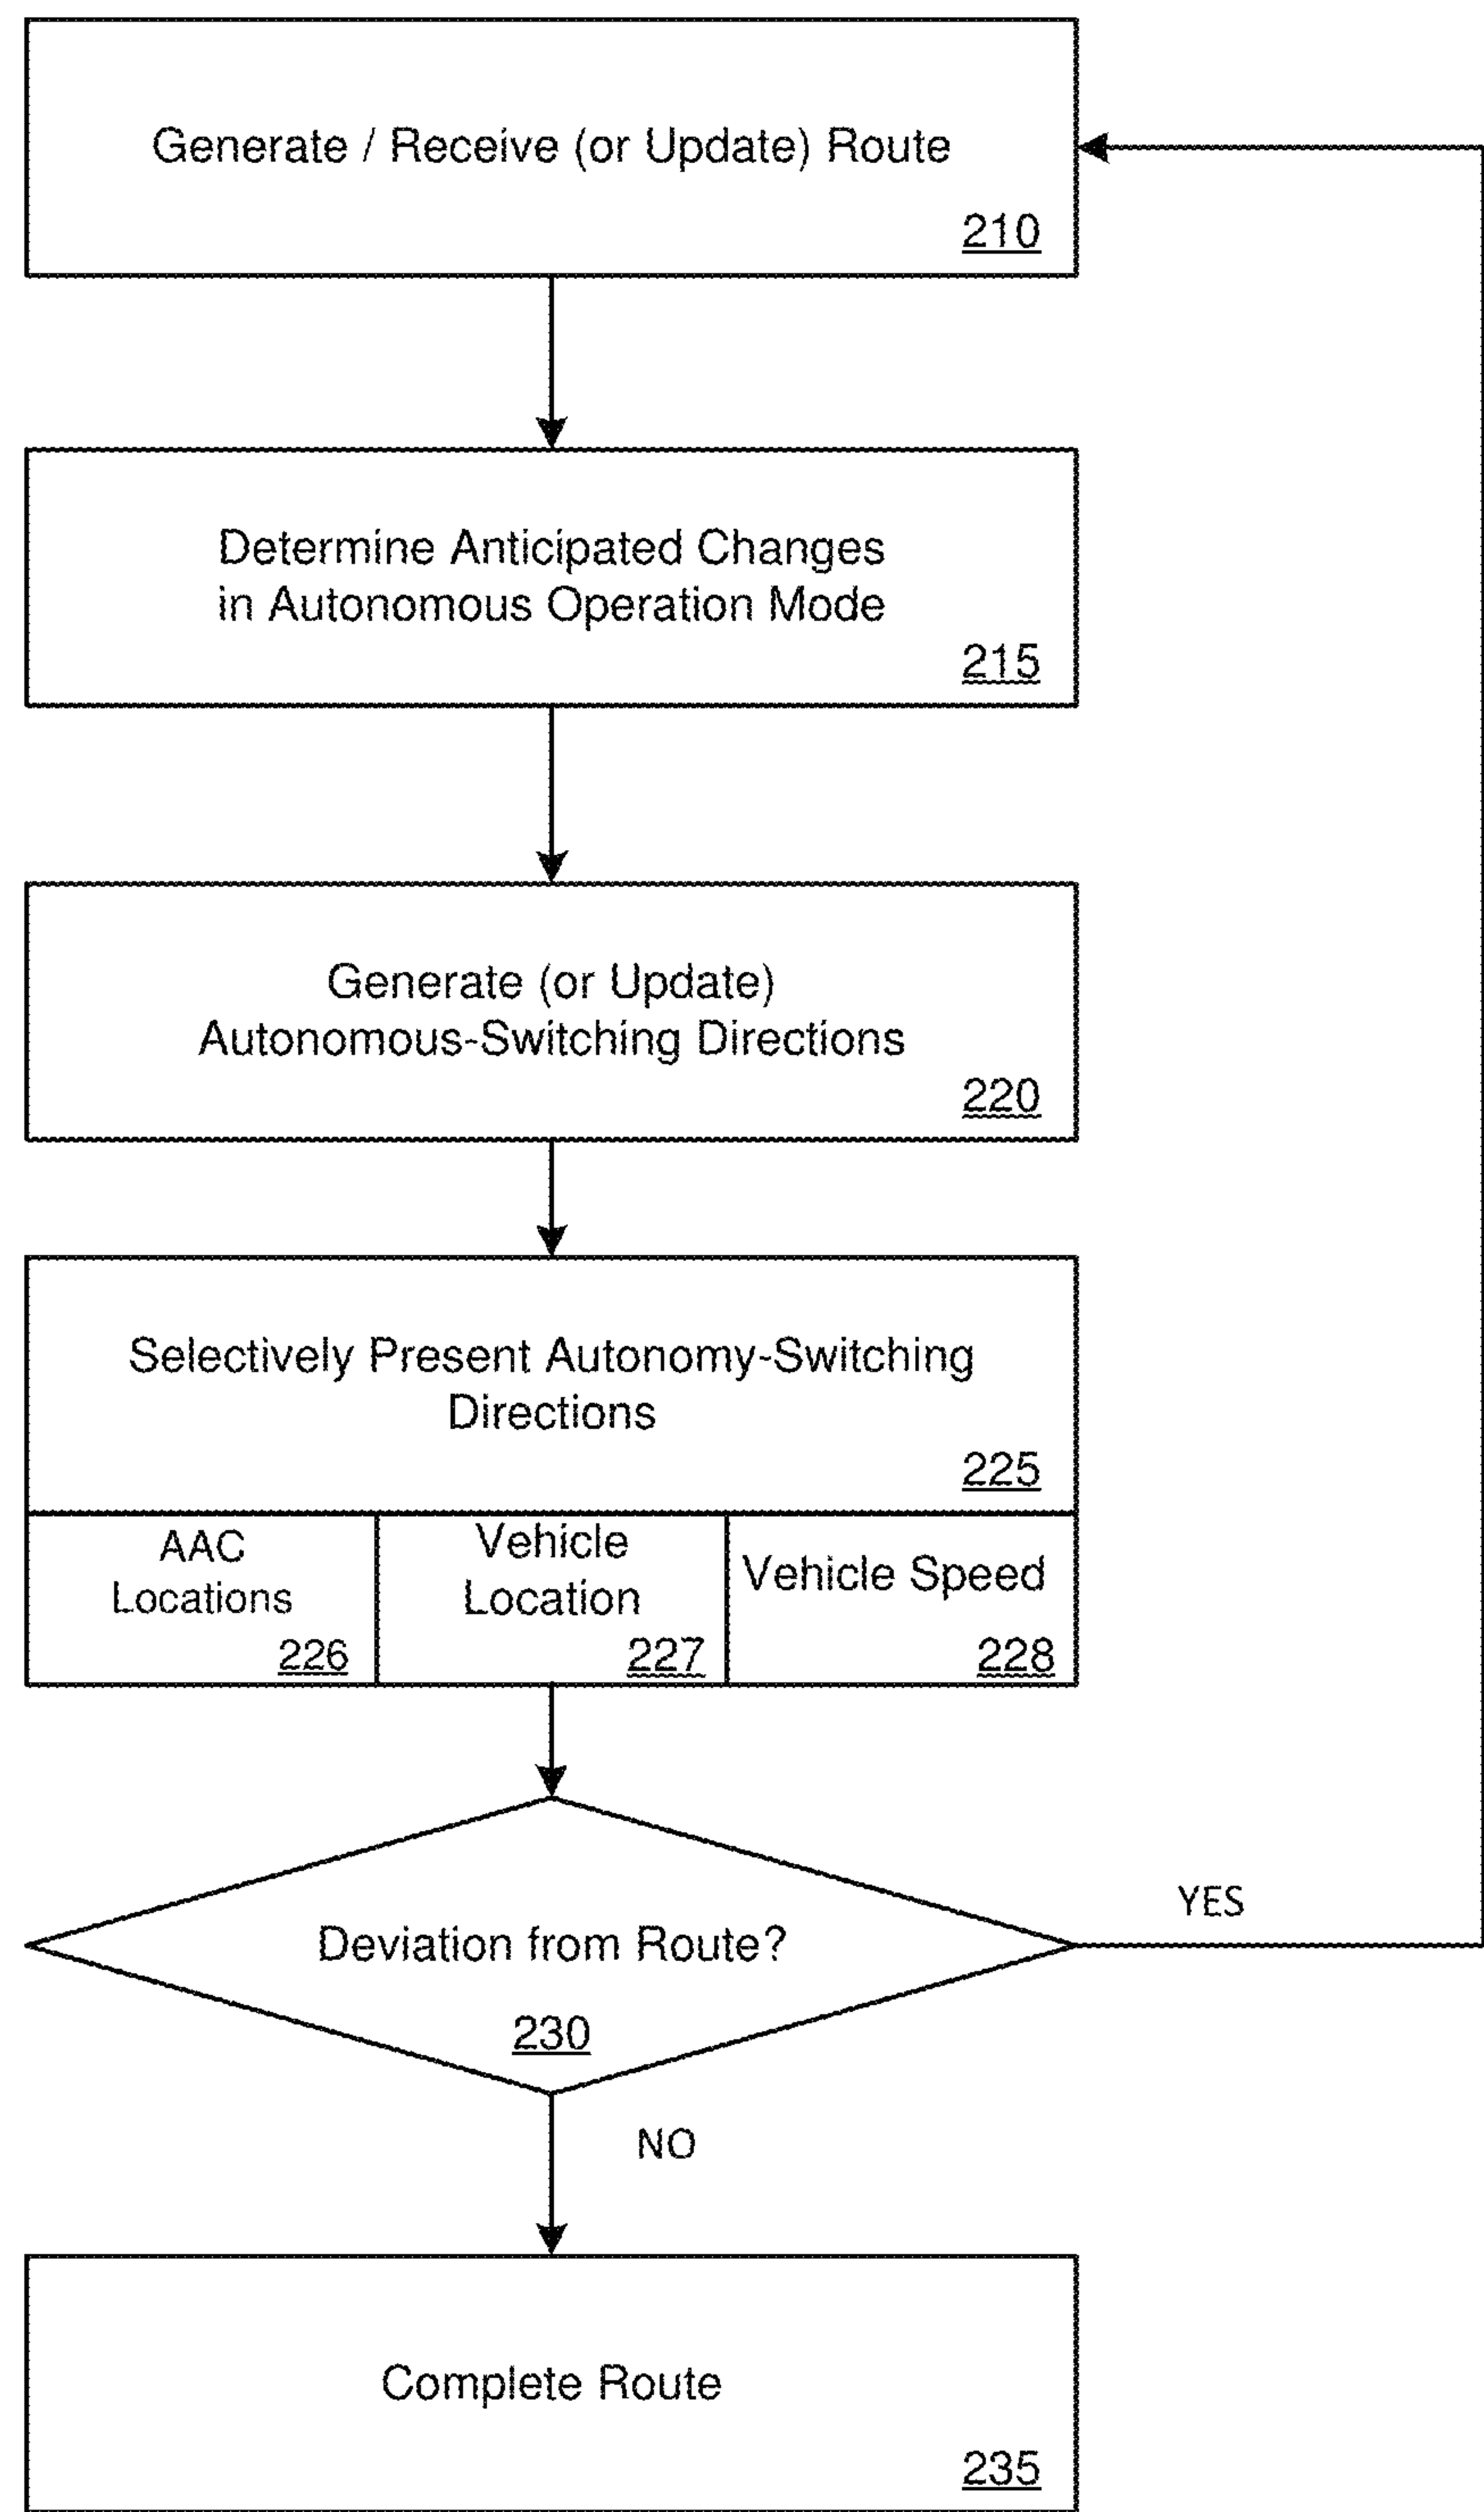 Generate / Receive (or Update) Route
210
Determine Anticipated Changes
in Autonomous Operation Mode
215
Generate (or Update)
Autonomous-Switching Directions
220
Selectively Present Autonomy-Switching
Directions
225
AAC
Locations
226
Vehicle
Location
227
Vehicle Speed
228
Deviation from Route?
230
YES
NO
Complete Route
235